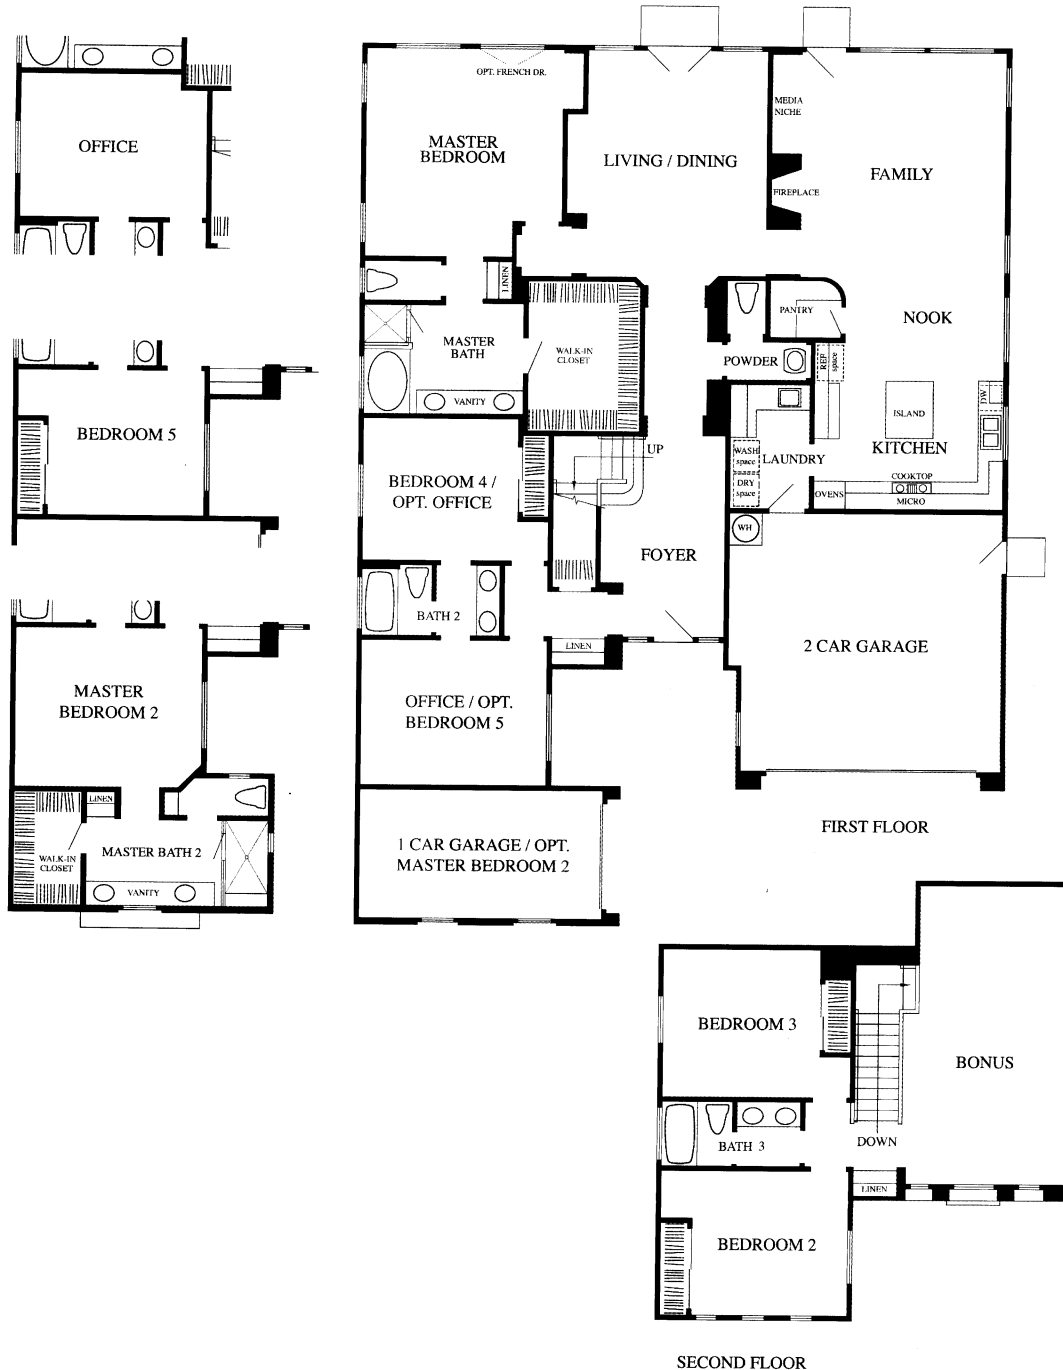 OFFICE
BEDROOM 5
MASTER
BEDROOM 2
LINEN
WALK-IN
CLOSET
MASTER BATH 2
VANITY
OPT. FRENCH DR.
MASTER
BEDROOM
LIVING / DINING
MEDIA
NICHE
FIREPLACE
FAMILY
LINEN
MASTER
BATH
WALK-IN
CLOSET
VANITY
PANTRY
NOOK
POWDER
REF
space
ISLAND
DW
KITCHEN
COOKTOP
MICRO
OVENS
WASH
space
DRY
space
LAUNDRY
UP
BEDROOM 4 /
OPT. OFFICE
WH
FOYER
BATH 2
LINEN
2 CAR GARAGE
OFFICE / OPT.
BEDROOM 5
1 CAR GARAGE / OPT.
MASTER BEDROOM 2
FIRST FLOOR
BEDROOM 3
BONUS
DOWN
BATH 3
LINEN
BEDROOM 2
SECOND FLOOR